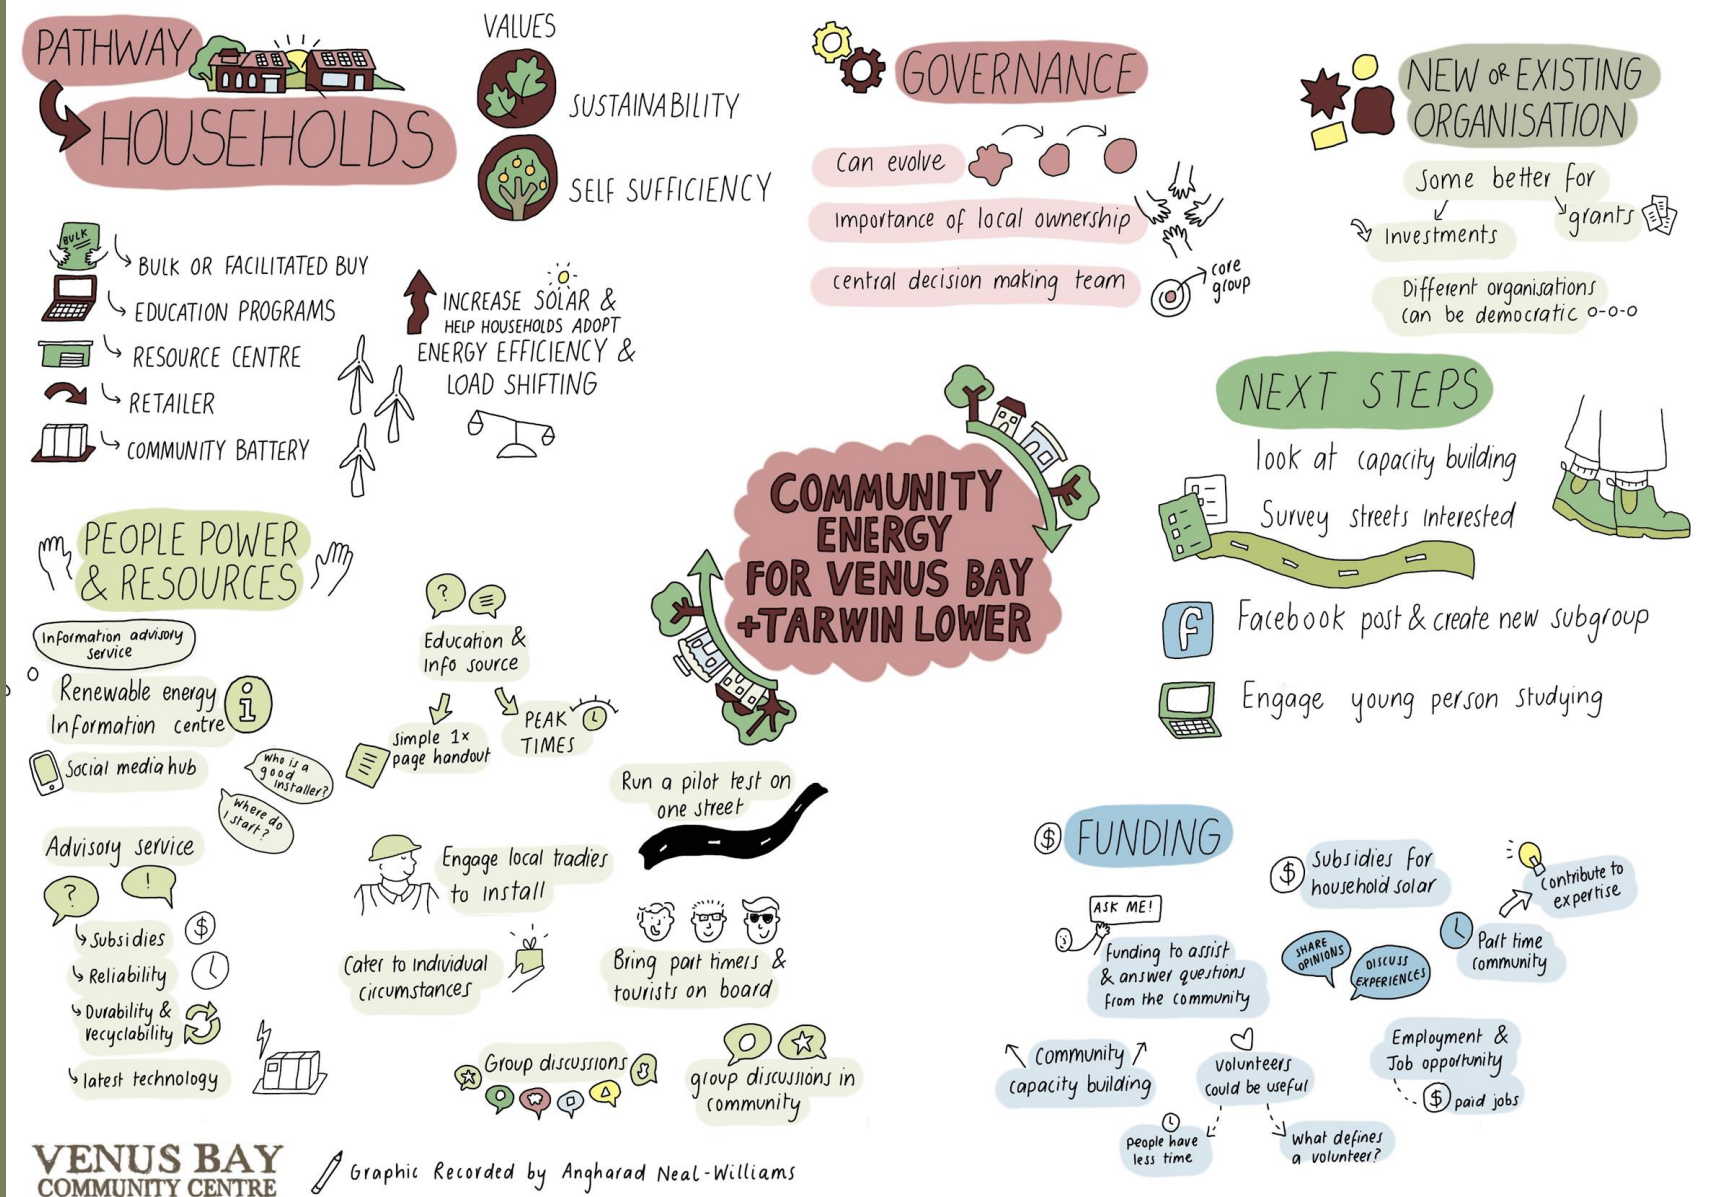 PATHWAY
HOUSEHOLDS
VALUES
SUSTAINABILITY
SELF SUFFICIENCY
BULK
BULK OR FACILITATED BUY
EDUCATION PROGRAMS
RESOURCE CENTRE
RETAILER
COMMUNITY BATTERY
INCREASE SOLAR &
HELP HOUSEHOLDS ADOPT
ENERGY EFFICIENCY &
LOAD SHIFTING
GOVERNANCE
Can evolve
Importance of local ownership
central decision making team
core
group
NEW OR EXISTING
ORGANISATION
Some better for
Investments
grants
Different organisations
can be democratic
COMMUNITY
ENERGY
FOR VENUS BAY
+TARWIN LOWER
NEXT STEPS
look at capacity building
Survey streets interested
f
Facebook post & create new subgroup
Engage young person studying
PEOPLE POWER
& RESOURCES
Information advisory
service
Renewable energy
Information centre
i
Social media hub
Who is a
good
installer?
Where do
I start?
Advisory service
?
!
Subsidies
$
Reliability
Durability &
recyclability
latest technology
?
Education &
Info source
simple 1x
page handout
PEAK
TIMES
Run a pilot test on
one street
Engage local tradies
to install
Cater to individual
circumstances
Bring part timers &
tourists on board
Group discussions
group discussions in
community
$
FUNDING
ASK ME!
funding to assist
& answer questions
from the community
$
Subsidies for
household solar
Contribute to
expertise
Part time
community
SHARE
OPINIONS
DISCUSS
EXPERIENCES
Community
capacity building
Volunteers
could be useful
people have
less time
What defines
a volunteer?
Employment &
Job opportunity
$ paid jobs
VENUS BAY
COMMUNITY CENTRE
Graphic Recorded by Angharad Neal-Williams